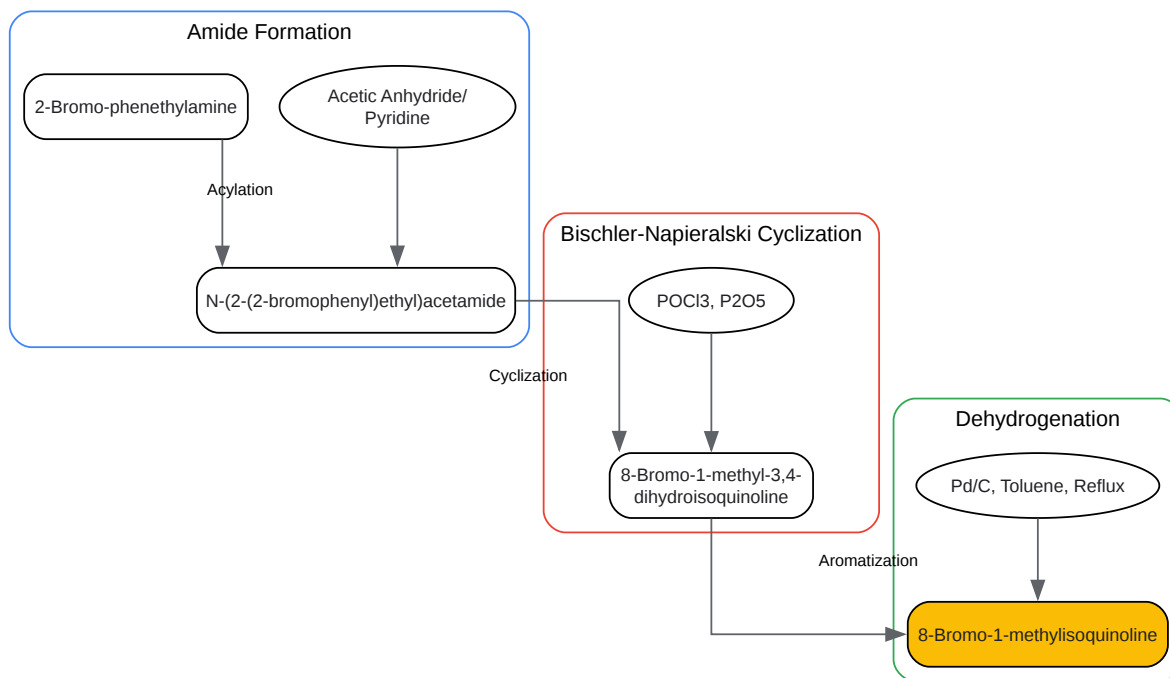 Amide Formation
2-Bromo-phenethylamine
Acetic Anhydride/
Pyridine
Acylation
N-(2-(2-bromophenyl)ethyl)acetamide
Bischler-Napieralski Cyclization
POCl3, P2O5
Cyclization
8-Bromo-1-methyl-3,4-
dihydroisoquinoline
Dehydrogenation
Pd/C, Toluene, Reflux
Aromatization
8-Bromo-1-methylisoquinoline